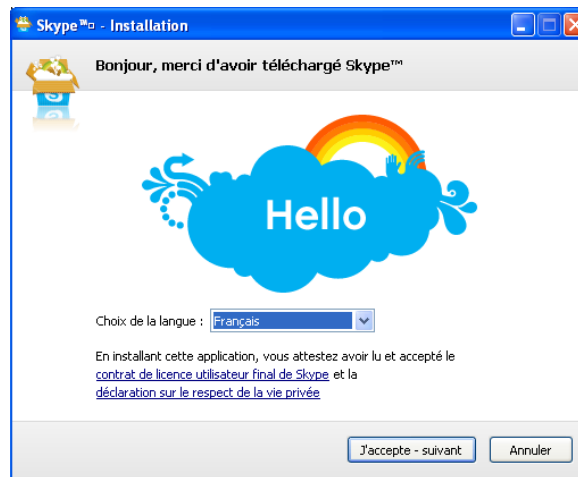 Skype™▫ - Installation
Bonjour, merci d'avoir téléchargé Skype™
S
Hello
Choix de la langue : Français
En installant cette application, vous attestez avoir lu et accepté le
contrat de licence utilisateur final de Skype et la
déclaration sur le respect de la vie privée
J'accepte - suivant Annuler